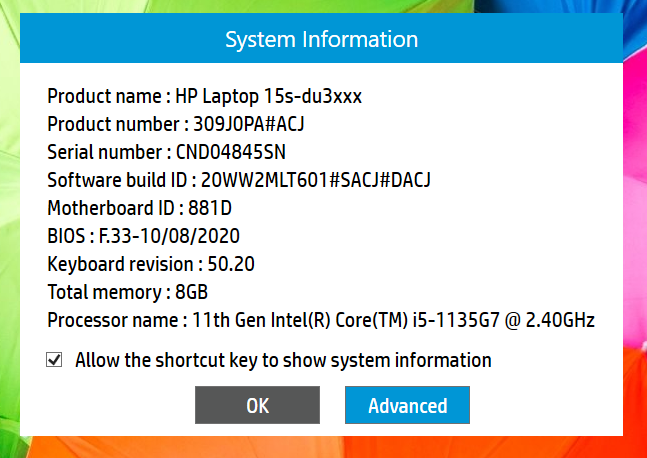 System Information
Product name : HP Laptop 15s-du3xxx
Product number : 309J0PA#ACJ
Serial number : CND04845SN
Software build ID : 20WW2MLT601#SACJ#DACJ
Motherboard ID : 881D
BIOS : F.33-10/08/2020
Keyboard revision : 50.20
Total memory : 8GB
Processor name : 11th Gen Intel(R) Core(TM) i5-1135G7 @ 2.40GHz
Allow the shortcut key to show system information
OK Advanced